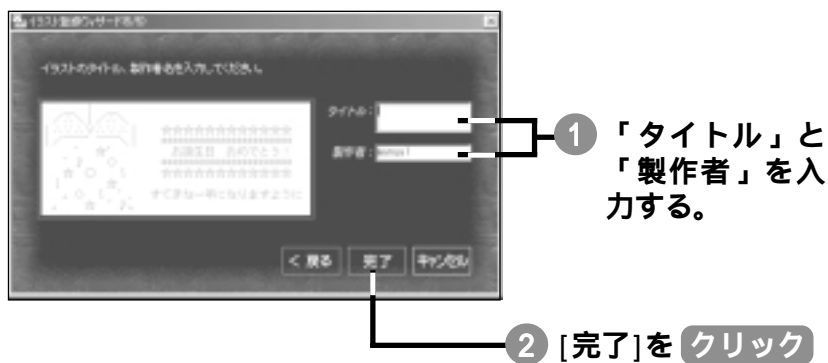 イラスト登録ウィザード(5/5)
イラストのタイトル、製作者名を入力してください。
タイトル：
製作者：
☆☆☆☆☆☆☆☆☆☆☆☆
お誕生日 おめでとう！
☆☆☆☆☆☆☆☆☆☆☆☆
すてきな一年になりますように
< 戻る 完了 キャンセル
1 「タイトル」と
「製作者」を入
力する。
2 [完了]を クリック